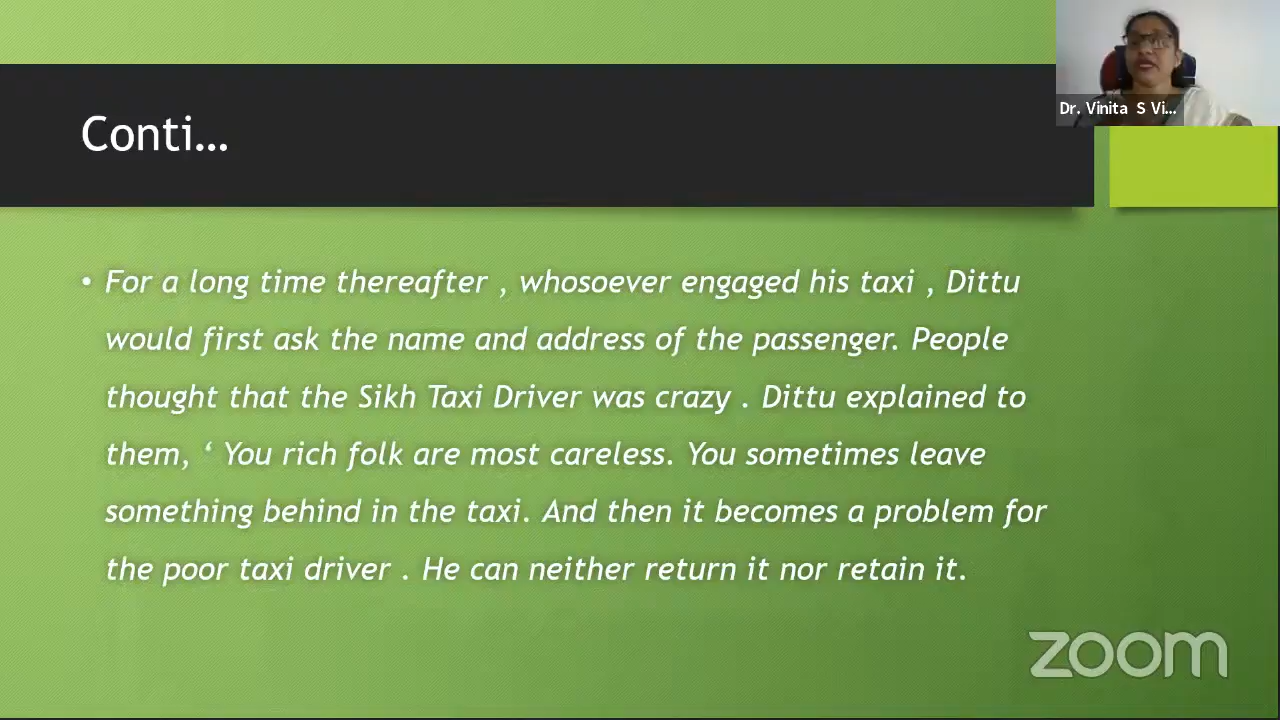 Dr. Vinita S Vi...
Conti...
• For a long time thereafter , whosoever engaged his taxi , Dittu
would first ask the name and address of the passenger. People
thought that the Sikh Taxi Driver was crazy . Dittu explained to
them, ‘ You rich folk are most careless. You sometimes leave
something behind in the taxi. And then it becomes a problem for
the poor taxi driver . He can neither return it nor retain it.
zoom